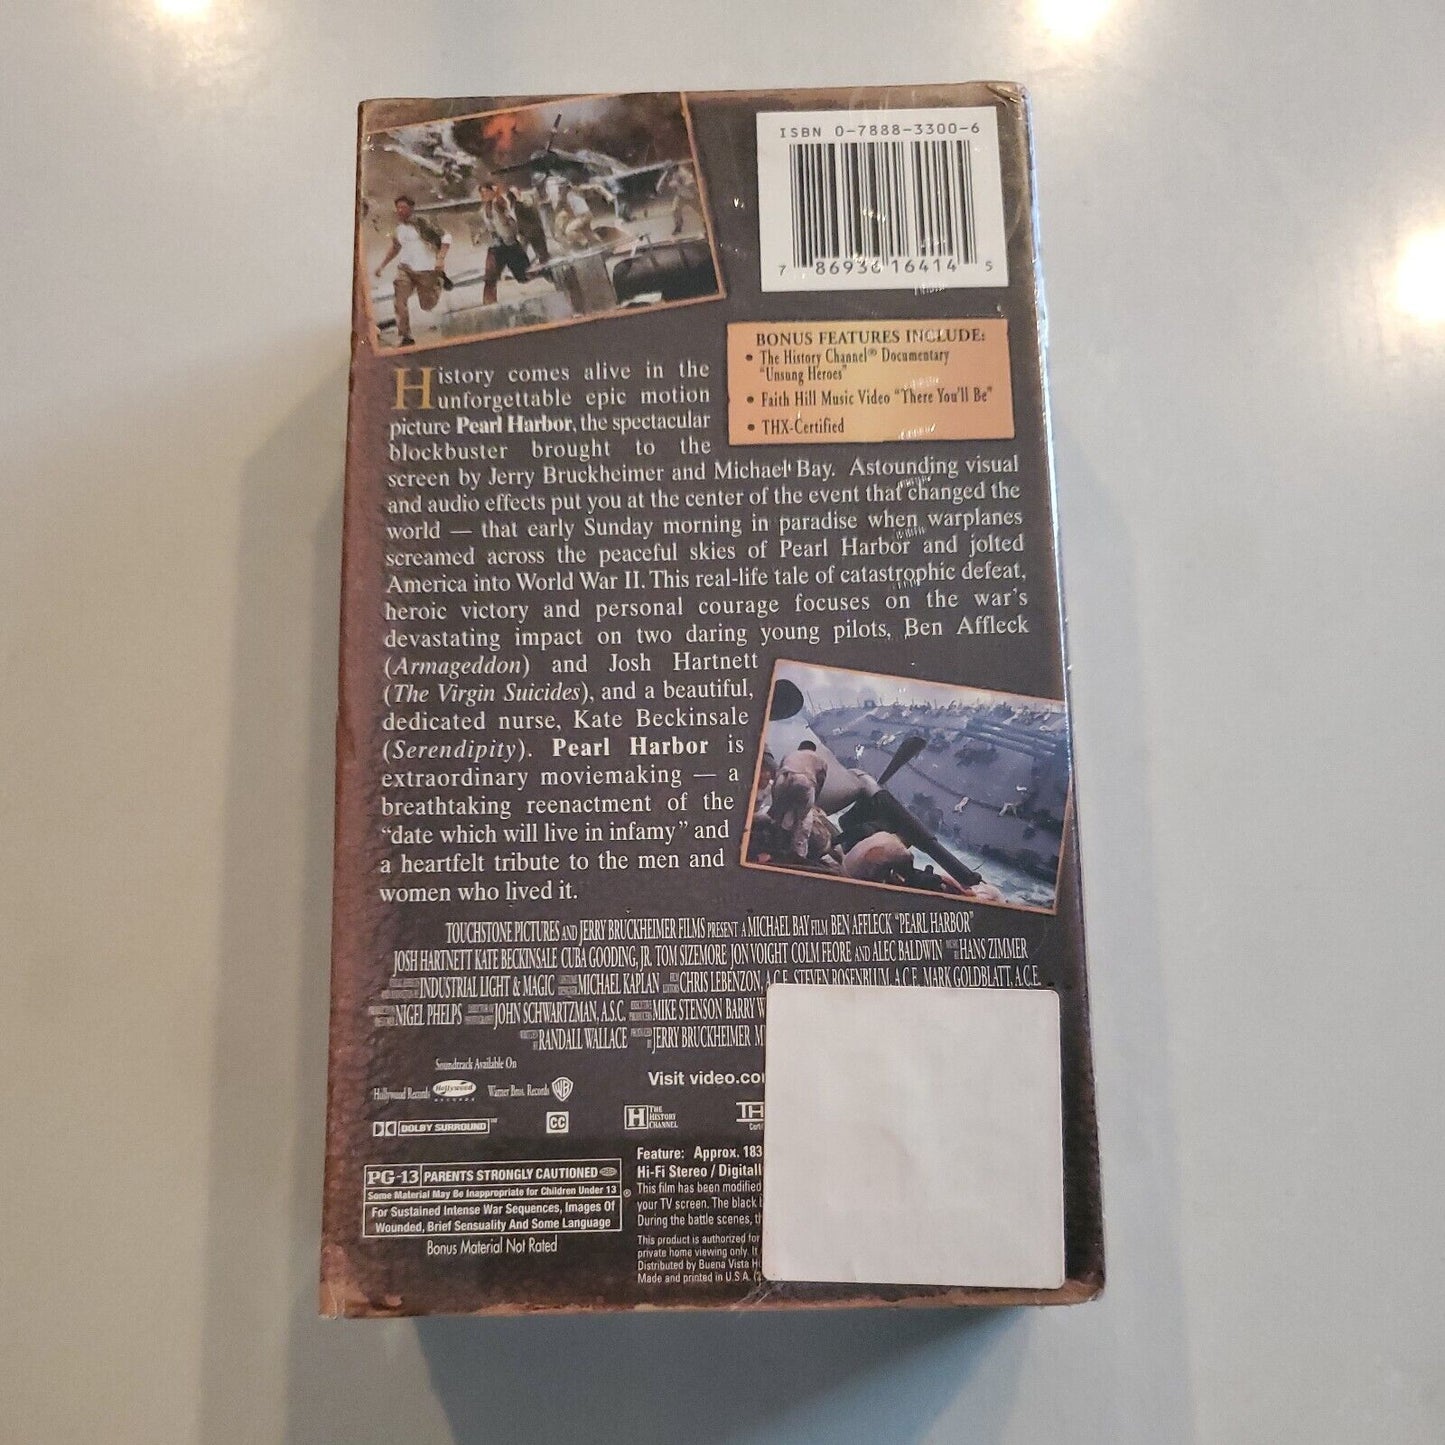 ISBN 0-7888-3300-6
7 86936 16414 5
BONUS FEATURES INCLUDE:
• The History Channel® Documentary
"Unsung Heroes"
• Faith Hill Music Video "There You'll Be"
• THX-Certified
History comes alive in the
unforgettable epic motion
picture Pearl Harbor, the spectacular
blockbuster brought to the
screen by Jerry Bruckheimer and Michael Bay. Astounding visual
and audio effects put you at the center of the event that changed the
world — that early Sunday morning in paradise when warplanes
screamed across the peaceful skies of Pearl Harbor and jolted
America into World War II. This real-life tale of catastrophic defeat,
heroic victory and personal courage focuses on the war's
devastating impact on two daring young pilots, Ben Affleck
(Armageddon) and Josh Hartnett
(The Virgin Suicides), and a beautiful,
dedicated nurse, Kate Beckinsale
(Serendipity). Pearl Harbor is
extraordinary moviemaking — a
breathtaking reenactment of the
"date which will live in infamy" and
a heartfelt tribute to the men and
women who lived it.
TOUCHSTONE PICTURES AND JERRY BRUCKHEIMER FILMS PRESENT A MICHAEL BAY FILM BEN AFFLECK "PEARL HARBOR"
JOSH HARTNETT KATE BECKINSALE CUBA GOODING, JR. TOM SIZEMORE JON VOIGHT COLM FEORE AND ALEC BALDWIN MUSIC BY HANS ZIMMER
INDUSTRIAL LIGHT & MAGIC MICHAEL KAPLAN CHRIS LEBENZON, A.C.E. STEVEN ROSENBLUM, A.C.E. MARK GOLDBLATT, A.C.E.
NIGEL PHELPS JOHN SCHWARTZMAN, A.S.C. MIKE STENSON BARRY
RANDALL WALLACE JERRY BRUCKHEIMER
Soundtrack Available On
Hollywood Records Hollywood RECORDS Warner Bros. Records WB
Visit video.co
DOLBY SURROUND™ CC H THE HISTORY CHANNEL TH
PG-13 PARENTS STRONGLY CAUTIONED
Some Material May Be Inappropriate for Children Under 13 ®
For Sustained Intense War Sequences, Images Of
Wounded, Brief Sensuality And Some Language
Bonus Material Not Rated
Feature: Approx. 183
Hi-Fi Stereo / Digitall
This film has been modified
your TV screen. The black
During the battle scenes,
This product is authorized for
private home viewing only. It
Distributed by Buena Vista
Made and printed in U.S.A.